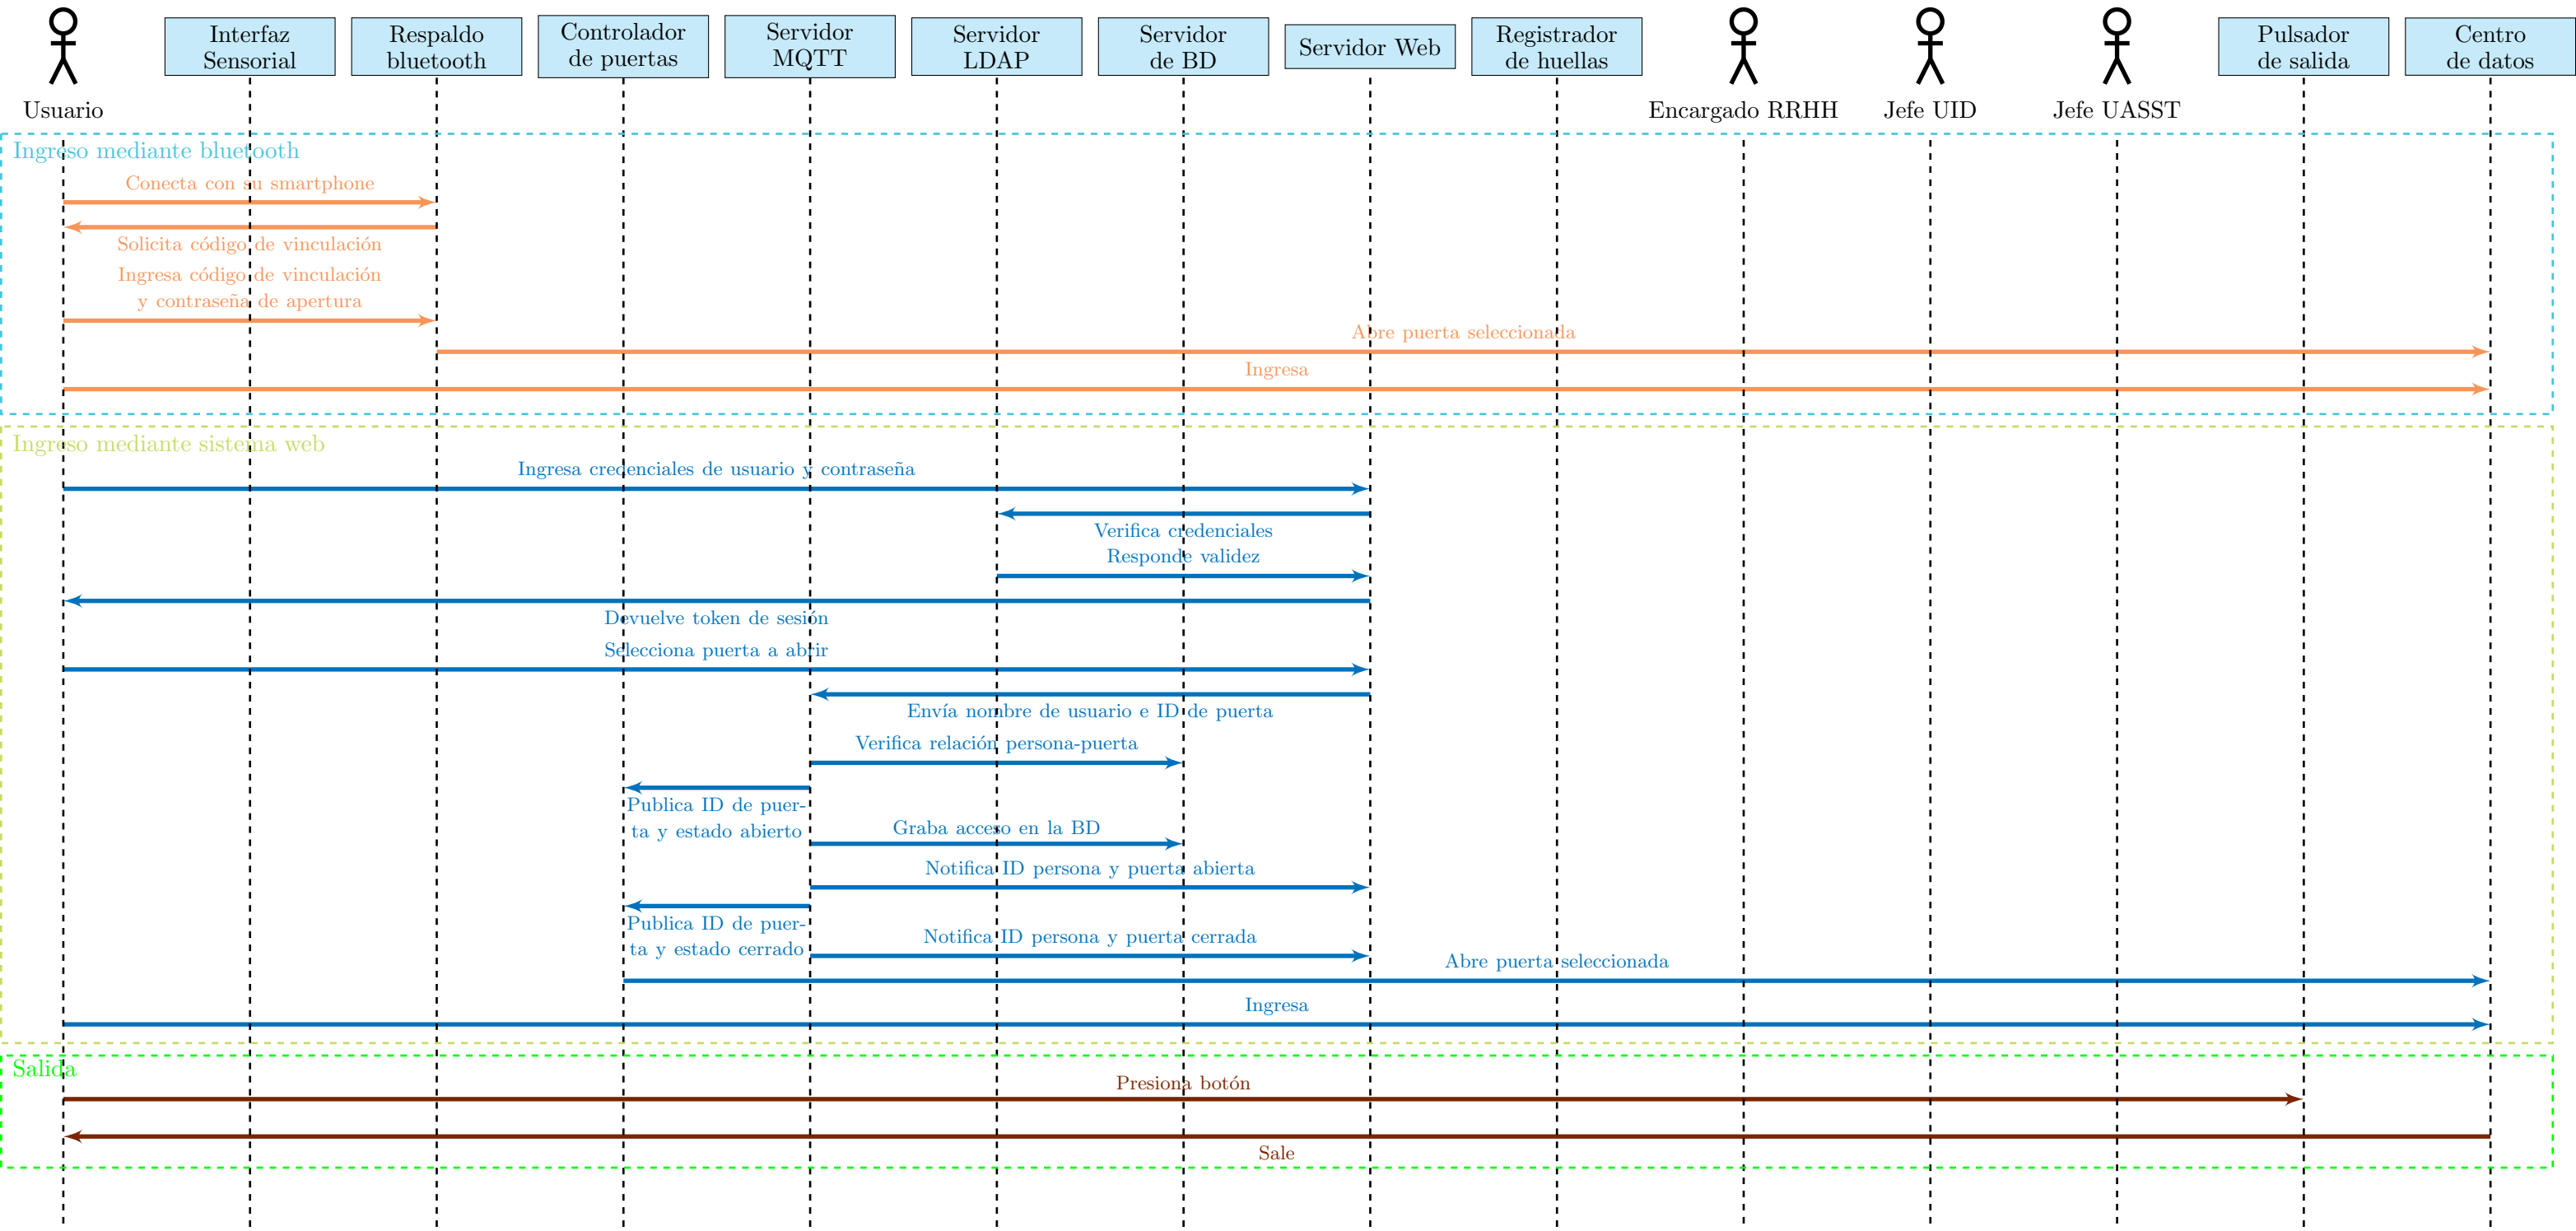 Usuario
Interfaz
Sensorial
Respaldo
bluetooth
Controlador
de puertas
Servidor
MQTT
Servidor
LDAP
Servidor
de BD
Servidor Web
Registrador
de huellas
Encargado RRHH
Jefe UID
Jefe UASST
Pulsador
de salida
Centro
de datos
Ingreso mediante bluetooth
Conecta con su smartphone
Solicita código de vinculación
Ingresa código de vinculación
y contraseña de apertura
Abre puerta seleccionada
Ingresa
Ingreso mediante sistema web
Ingresa credenciales de usuario y contraseña
Verifica credenciales
Responde validez
Devuelve token de sesión
Selecciona puerta a abrir
Envía nombre de usuario e ID de puerta
Verifica relación persona-puerta
Publica ID de puer-
ta y estado abierto
Graba acceso en la BD
Notifica ID persona y puerta abierta
Publica ID de puer-
ta y estado cerrado
Notifica ID persona y puerta cerrada
Abre puerta seleccionada
Ingresa
Salida
Presiona botón
Sale